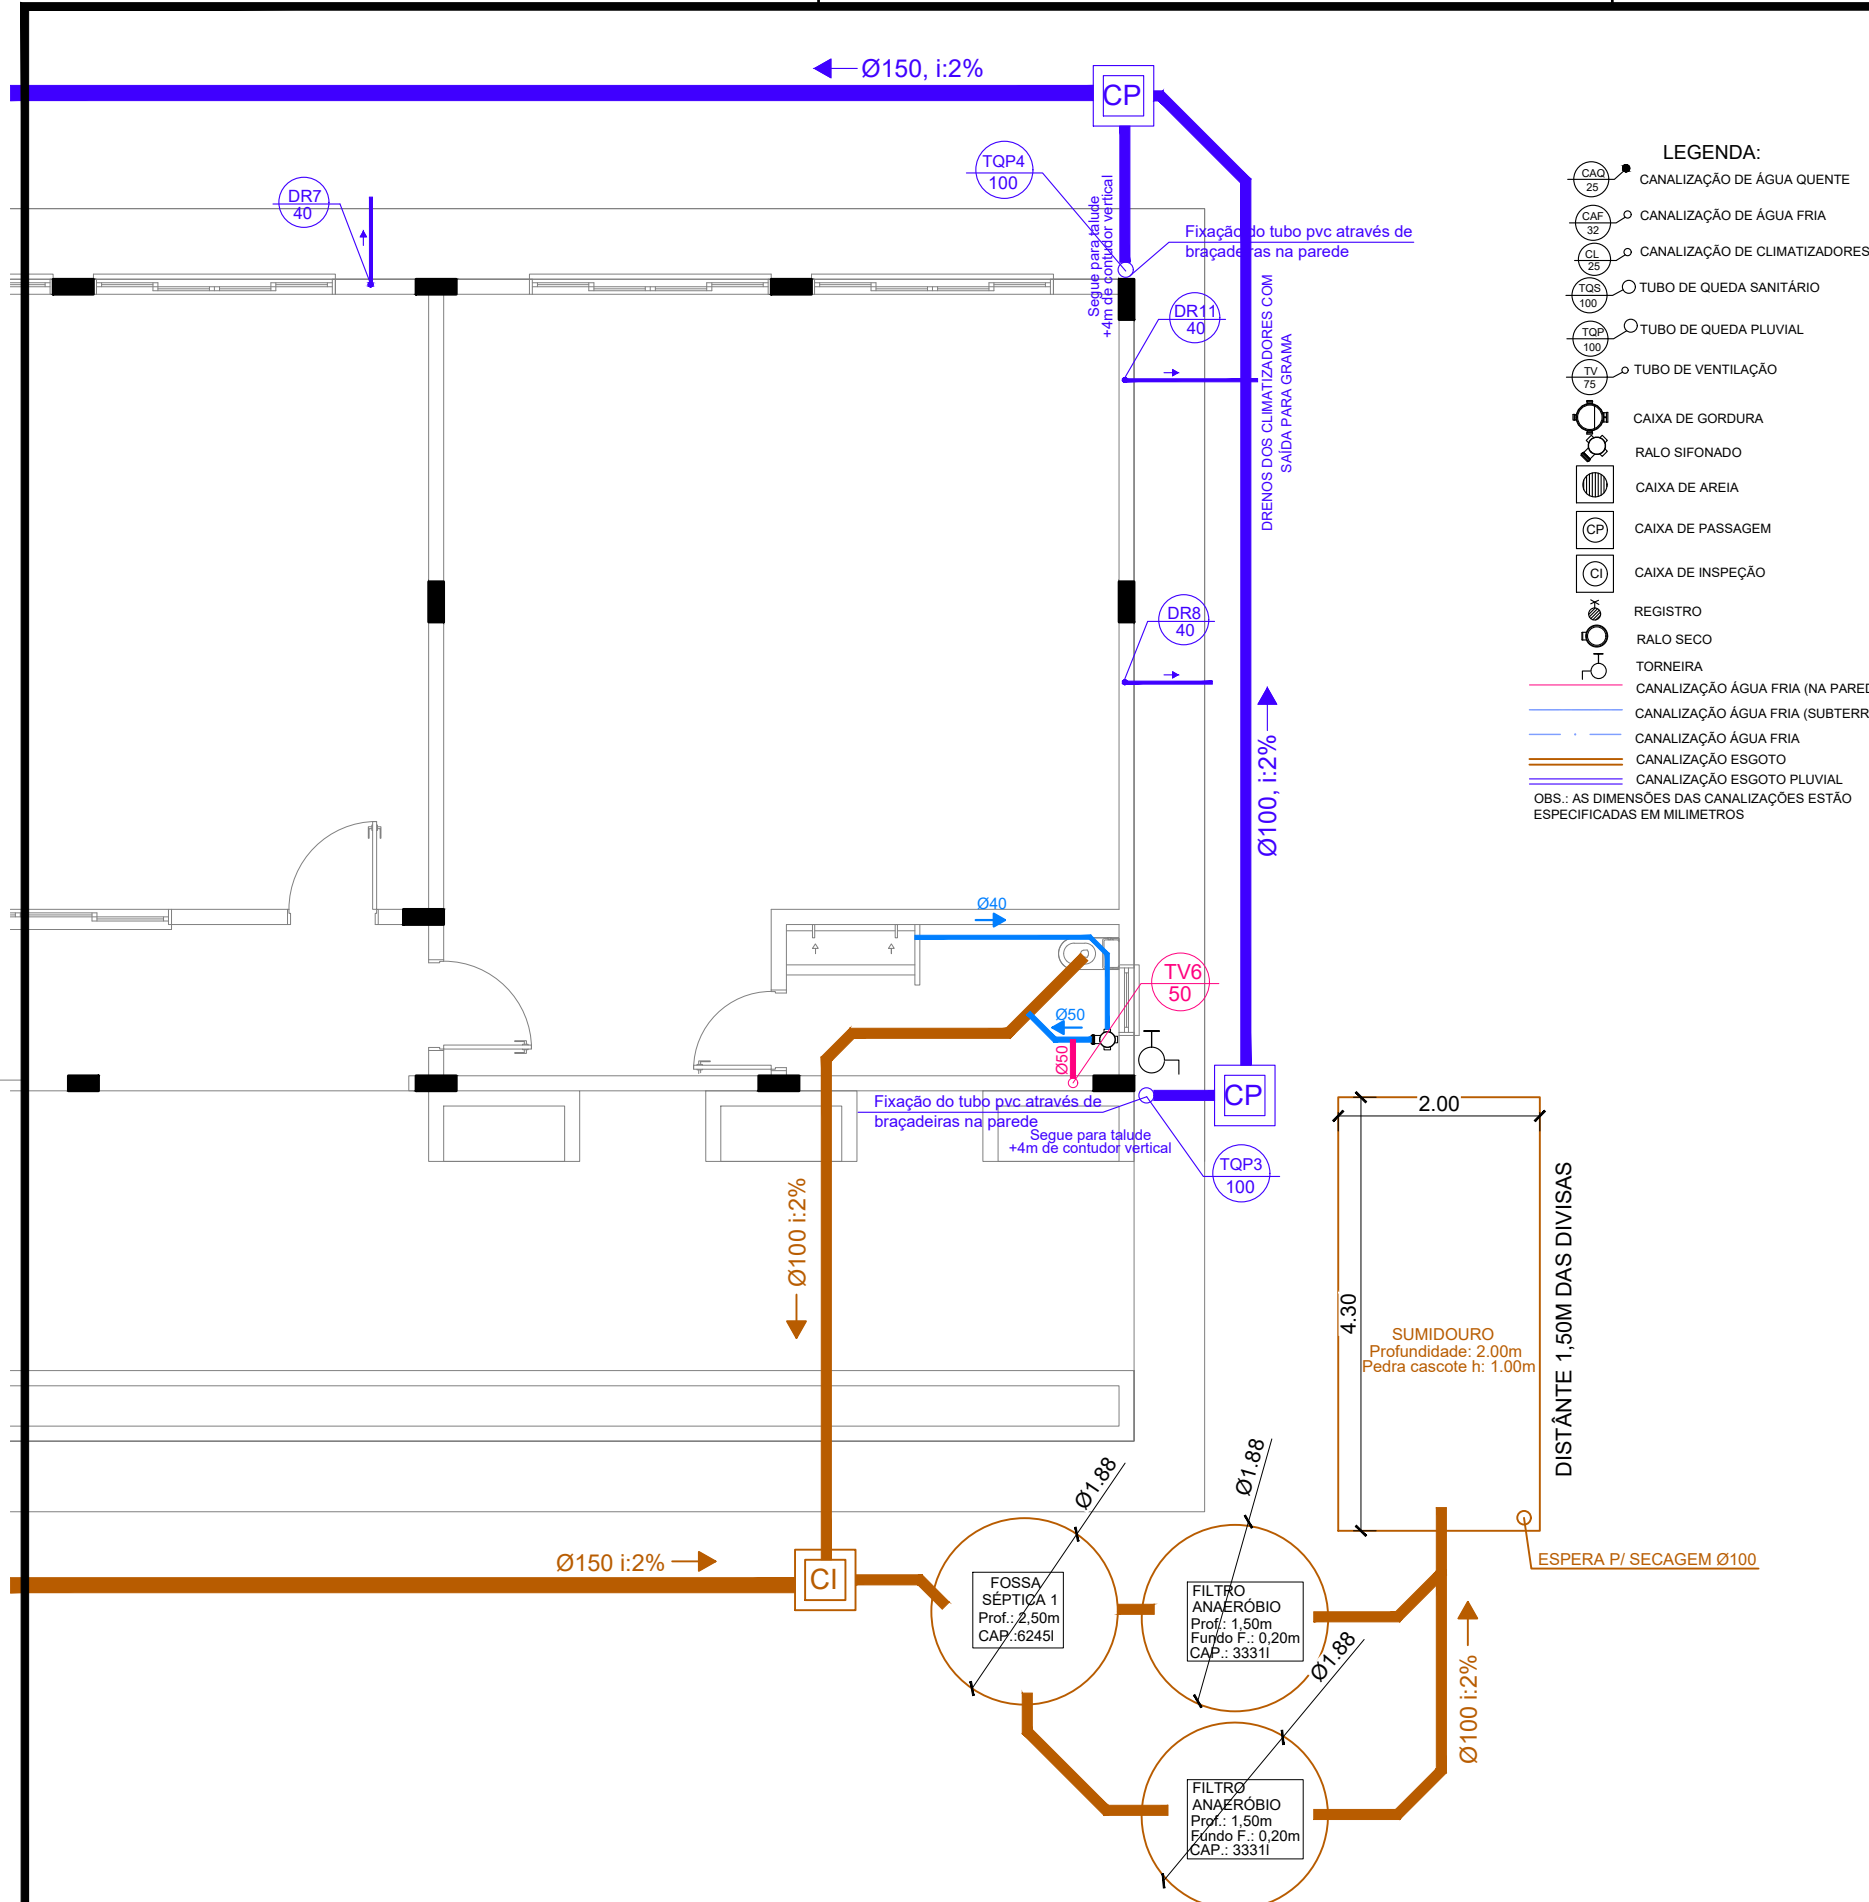 Ø150, i:2%
CP
TQP4
100
DR7
40
Segue para talude
+4m de contudor vertical
Fixação do tubo pvc através de
braçadeiras na parede
DR11
40
DRENOS DOS CLIMATIZADORES COM
SAÍDA PARA GRAMA
DR8
40
Ø100, i:2%
LEGENDA:
CAQ
25
CANALIZAÇÃO DE ÁGUA QUENTE
CAF
32
CANALIZAÇÃO DE ÁGUA FRIA
CL
25
CANALIZAÇÃO DE CLIMATIZADORES
TQS
100
TUBO DE QUEDA SANITÁRIO
TQP
100
TUBO DE QUEDA PLUVIAL
TV
75
TUBO DE VENTILAÇÃO
CAIXA DE GORDURA
RALO SIFONADO
CAIXA DE AREIA
CP
CAIXA DE PASSAGEM
CI
CAIXA DE INSPEÇÃO
REGISTRO
RALO SECO
TORNEIRA
CANALIZAÇÃO ÁGUA FRIA (NA PARED
CANALIZAÇÃO ÁGUA FRIA (SUBTERR
CANALIZAÇÃO ÁGUA FRIA
CANALIZAÇÃO ESGOTO
CANALIZAÇÃO ESGOTO PLUVIAL
OBS.: AS DIMENSÕES DAS CANALIZAÇÕES ESTÃO
ESPECIFICADAS EM MILIMETROS
Ø40
TV6
50
Ø50
Ø50
CP
Fixação do tubo pvc através de
braçadeiras na parede
Segue para talude
+4m de contudor vertical
TQP3
100
Ø100 i:2%
2.00
4.30
SUMIDOURO
Profundidade: 2.00m
Pedra cascote h: 1.00m
DISTÂNTE 1,50M DAS DIVISAS
ESPERA P/ SECAGEM Ø100
Ø150 i:2%
CI
Ø1.88
FOSSA
SÉPTICA 1
Prof.: 2,50m
CAP.:6245l
Ø1.88
FILTRO
ANAERÓBIO
Prof.: 1,50m
Fundo F.: 0,20m
CAP.: 3331l
Ø1.88
FILTRO
ANAERÓBIO
Prof.: 1,50m
Fundo F.: 0,20m
CAP.: 3331l
Ø100 i:2%